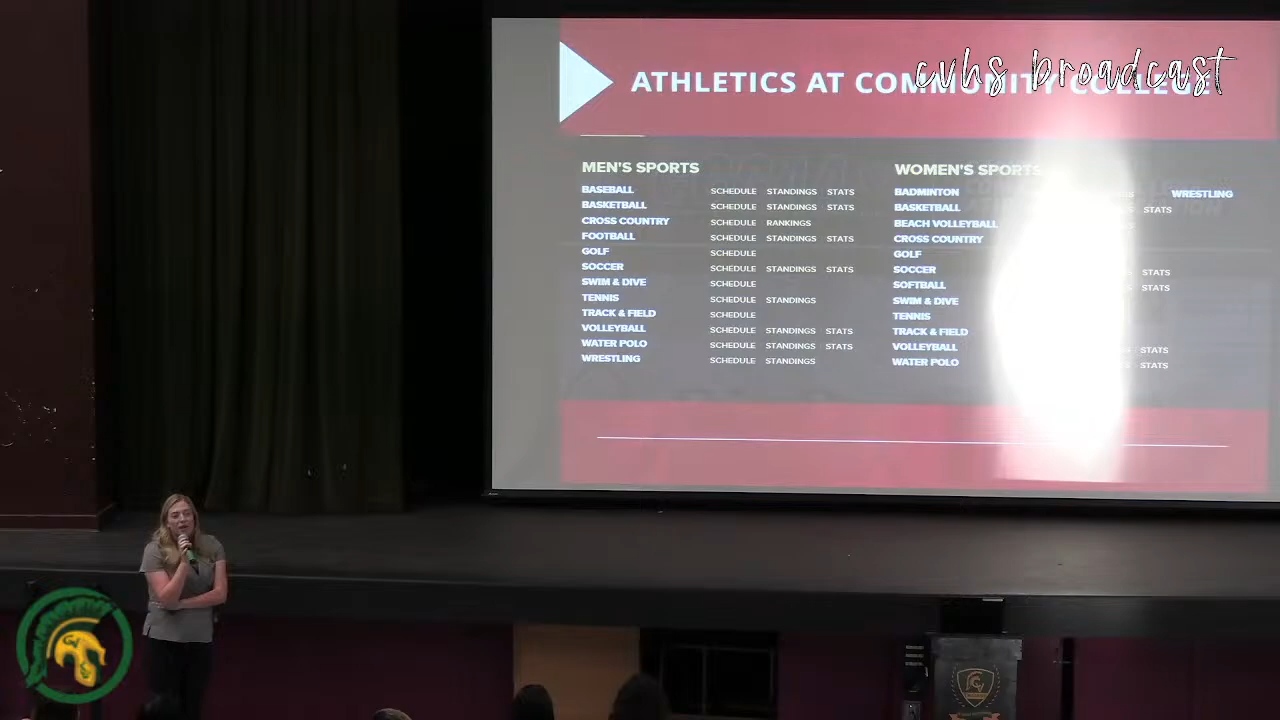 cvhs broadcast
ATHLETICS AT COMMUNITY COLLEGE
MEN'S SPORTS
BASEBALL SCHEDULE STANDINGS STATS
BASKETBALL SCHEDULE STANDINGS STATS
CROSS COUNTRY SCHEDULE RANKINGS
FOOTBALL SCHEDULE STANDINGS STATS
GOLF SCHEDULE
SOCCER SCHEDULE STANDINGS STATS
SWIM & DIVE SCHEDULE
TENNIS SCHEDULE STANDINGS
TRACK & FIELD SCHEDULE
VOLLEYBALL SCHEDULE STANDINGS STATS
WATER POLO SCHEDULE STANDINGS STATS
WRESTLING SCHEDULE STANDINGS
WOMEN'S SPORTS
BADMINTON WRESTLING
BASKETBALL STATS
BEACH VOLLEYBALL
CROSS COUNTRY
GOLF
SOCCER STATS
SOFTBALL STATS
SWIM & DIVE
TENNIS
TRACK & FIELD
VOLLEYBALL STATS
WATER POLO STATS